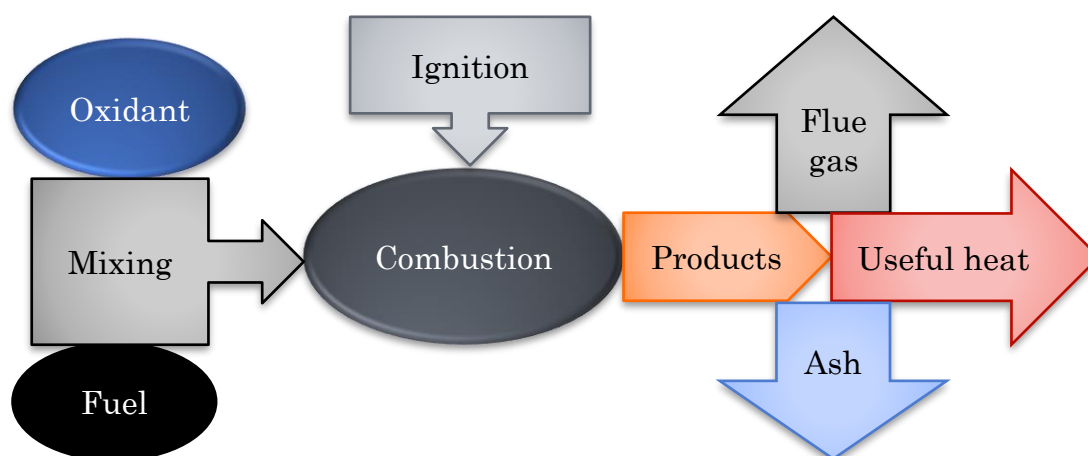 Oxidant
Ignition
Flue
gas
Mixing
Combustion
Products
Useful heat
Ash
Fuel